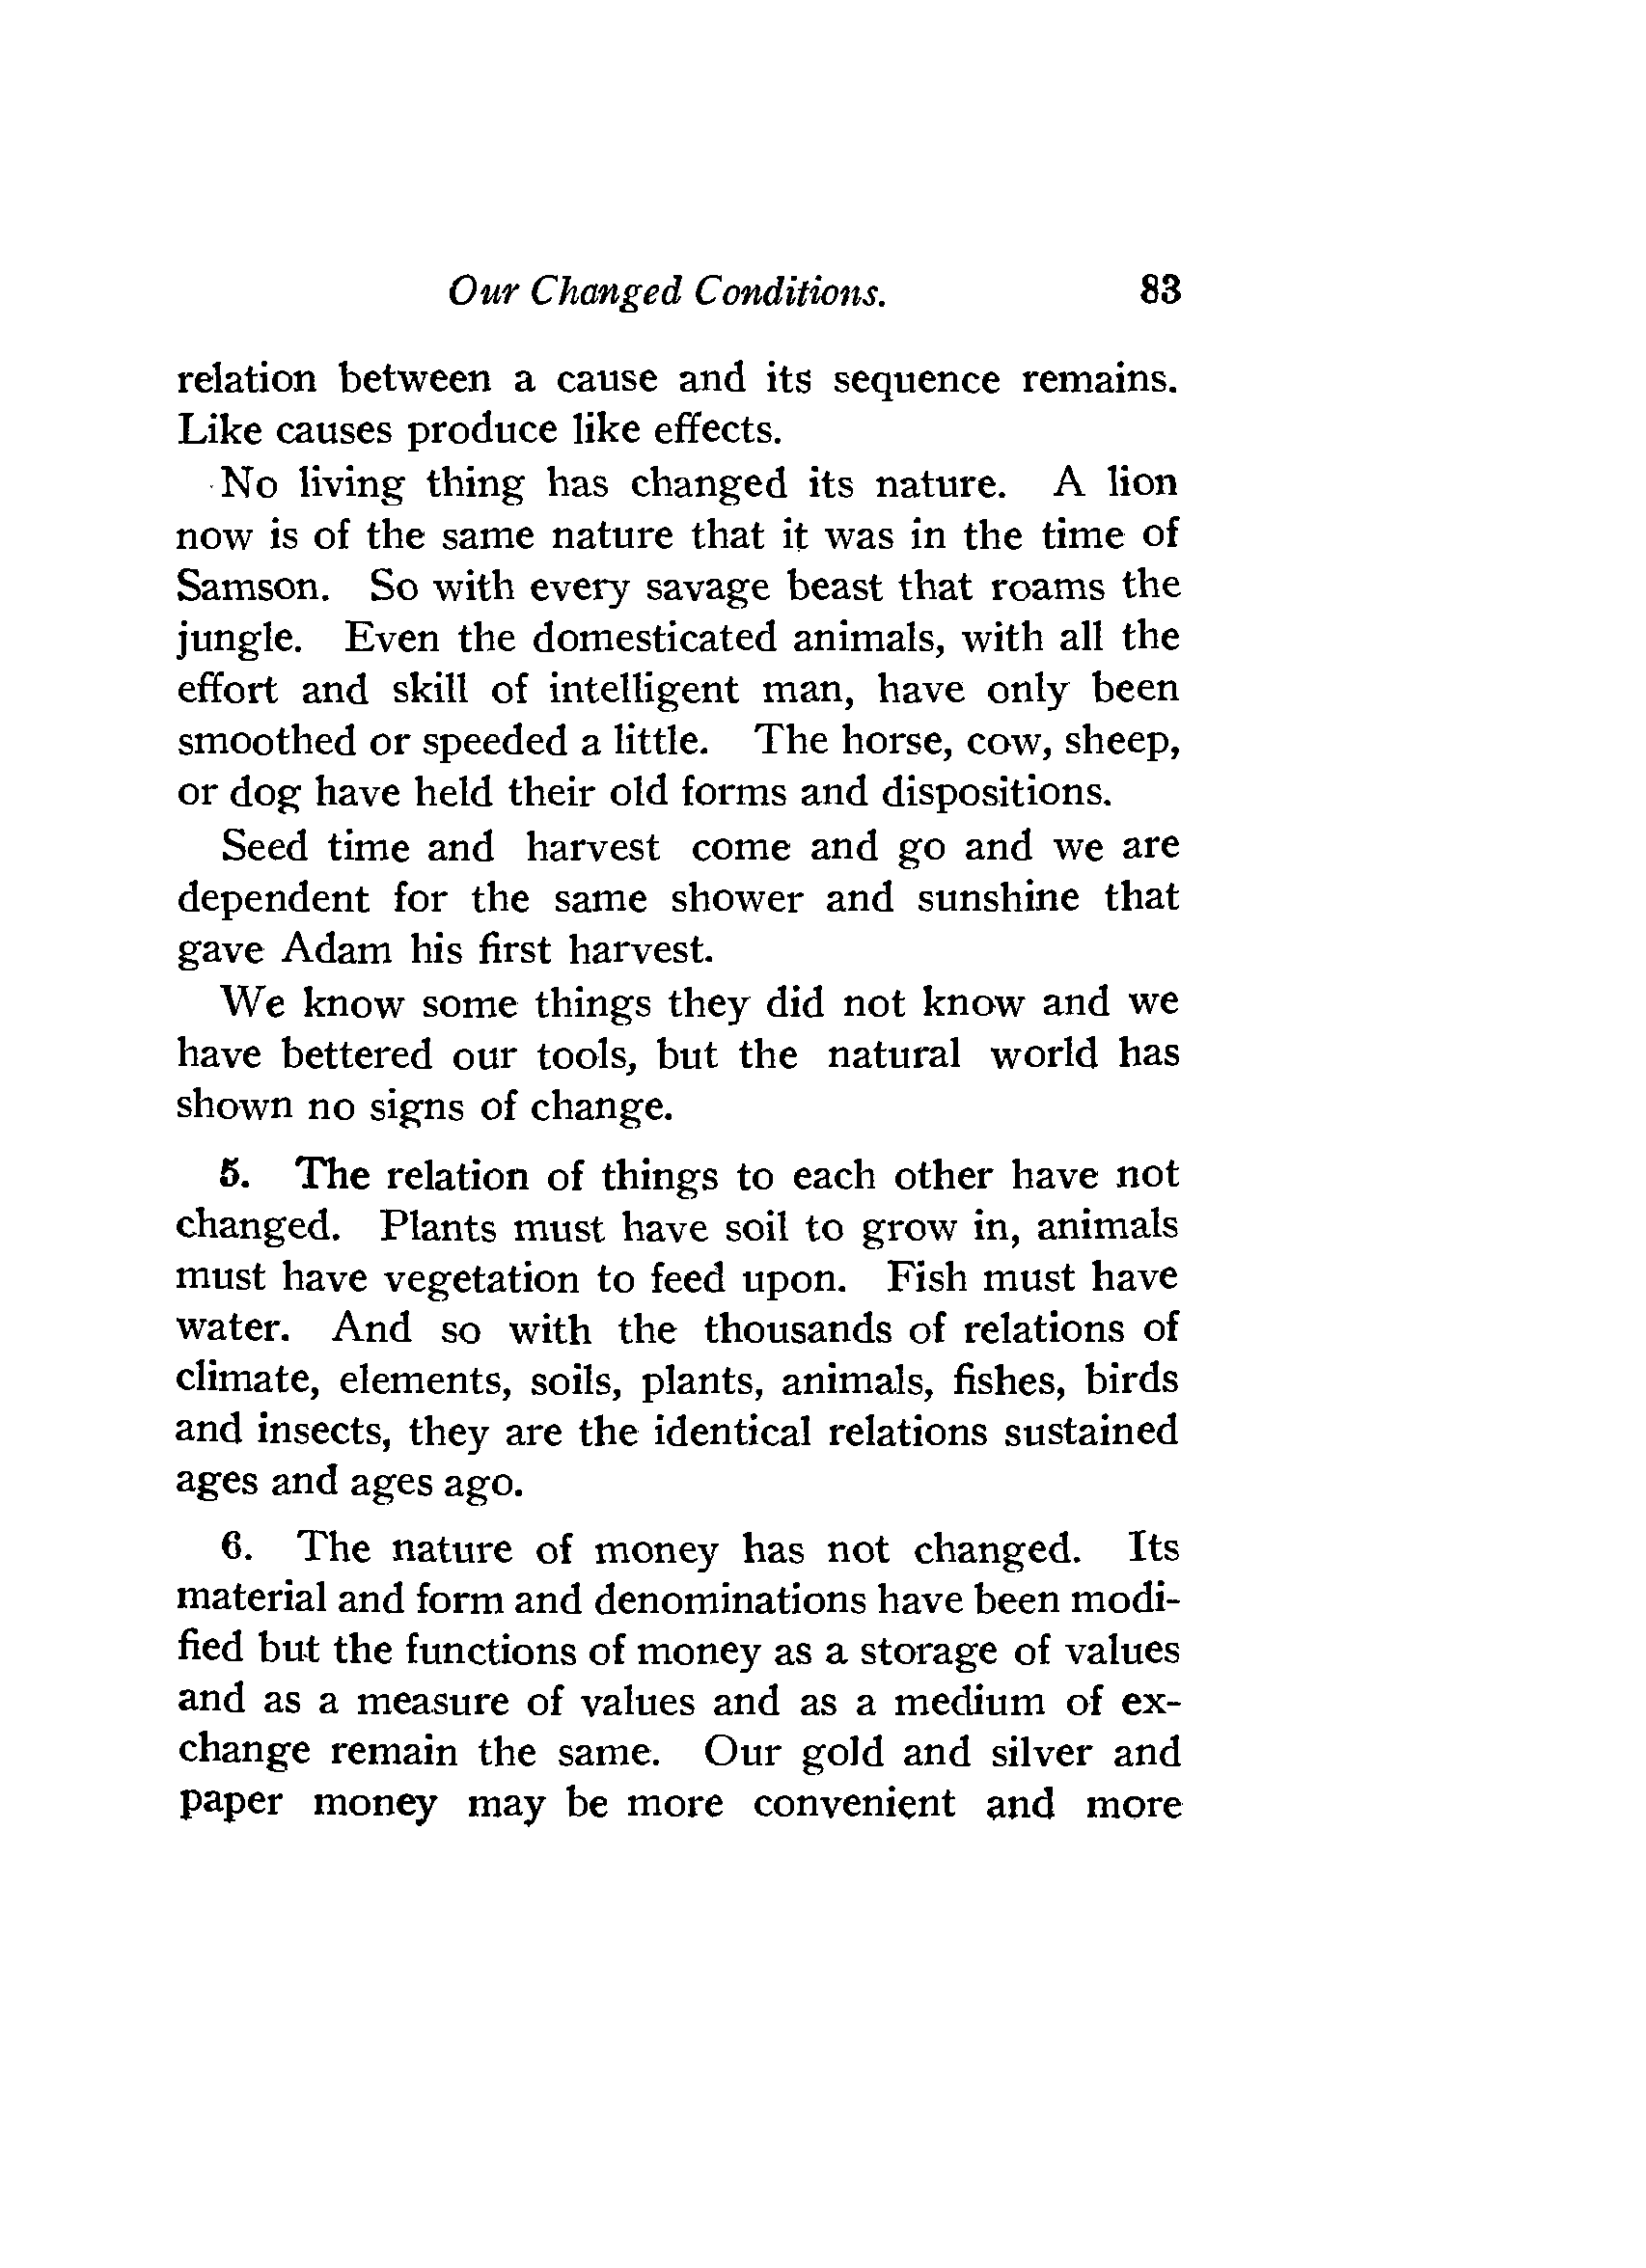 Our Changed Conditions. 83
relation between a cause and its sequence remains.
Like causes produce like effects.
No living thing has changed its nature. A lion
now is of the same nature that it was in the time of
Samson. So with every savage beast that roams the
jungle. Even the domesticated animals, with all the
effort and skill of intelligent man, have only been
smoothed or speeded a little. The horse, cow, sheep,
or dog have held their old forms and dispositions.
Seed time and harvest come and go and we are
dependent for the same shower and sunshine that
gave Adam his first harvest.
We know some things they did not know and we
have bettered our tools, but the natural world has
shown no signs of change.
5. The relation of things to each other have not
changed. Plants must have soil to grow in, animals
must have vegetation to feed upon. Fish must have
water. And so with the thousands of relations of
climate, elements, soils, plants, animals, fishes, birds
and insects, they are the identical relations sustained
ages and ages ago.
6. The nature of money has not changed. Its
material and form and denominations have been modi-
fied but the functions of money as a storage of values
and as a measure of values and as a medium of ex-
change remain the same. Our gold and silver and
paper money may be more convenient and more